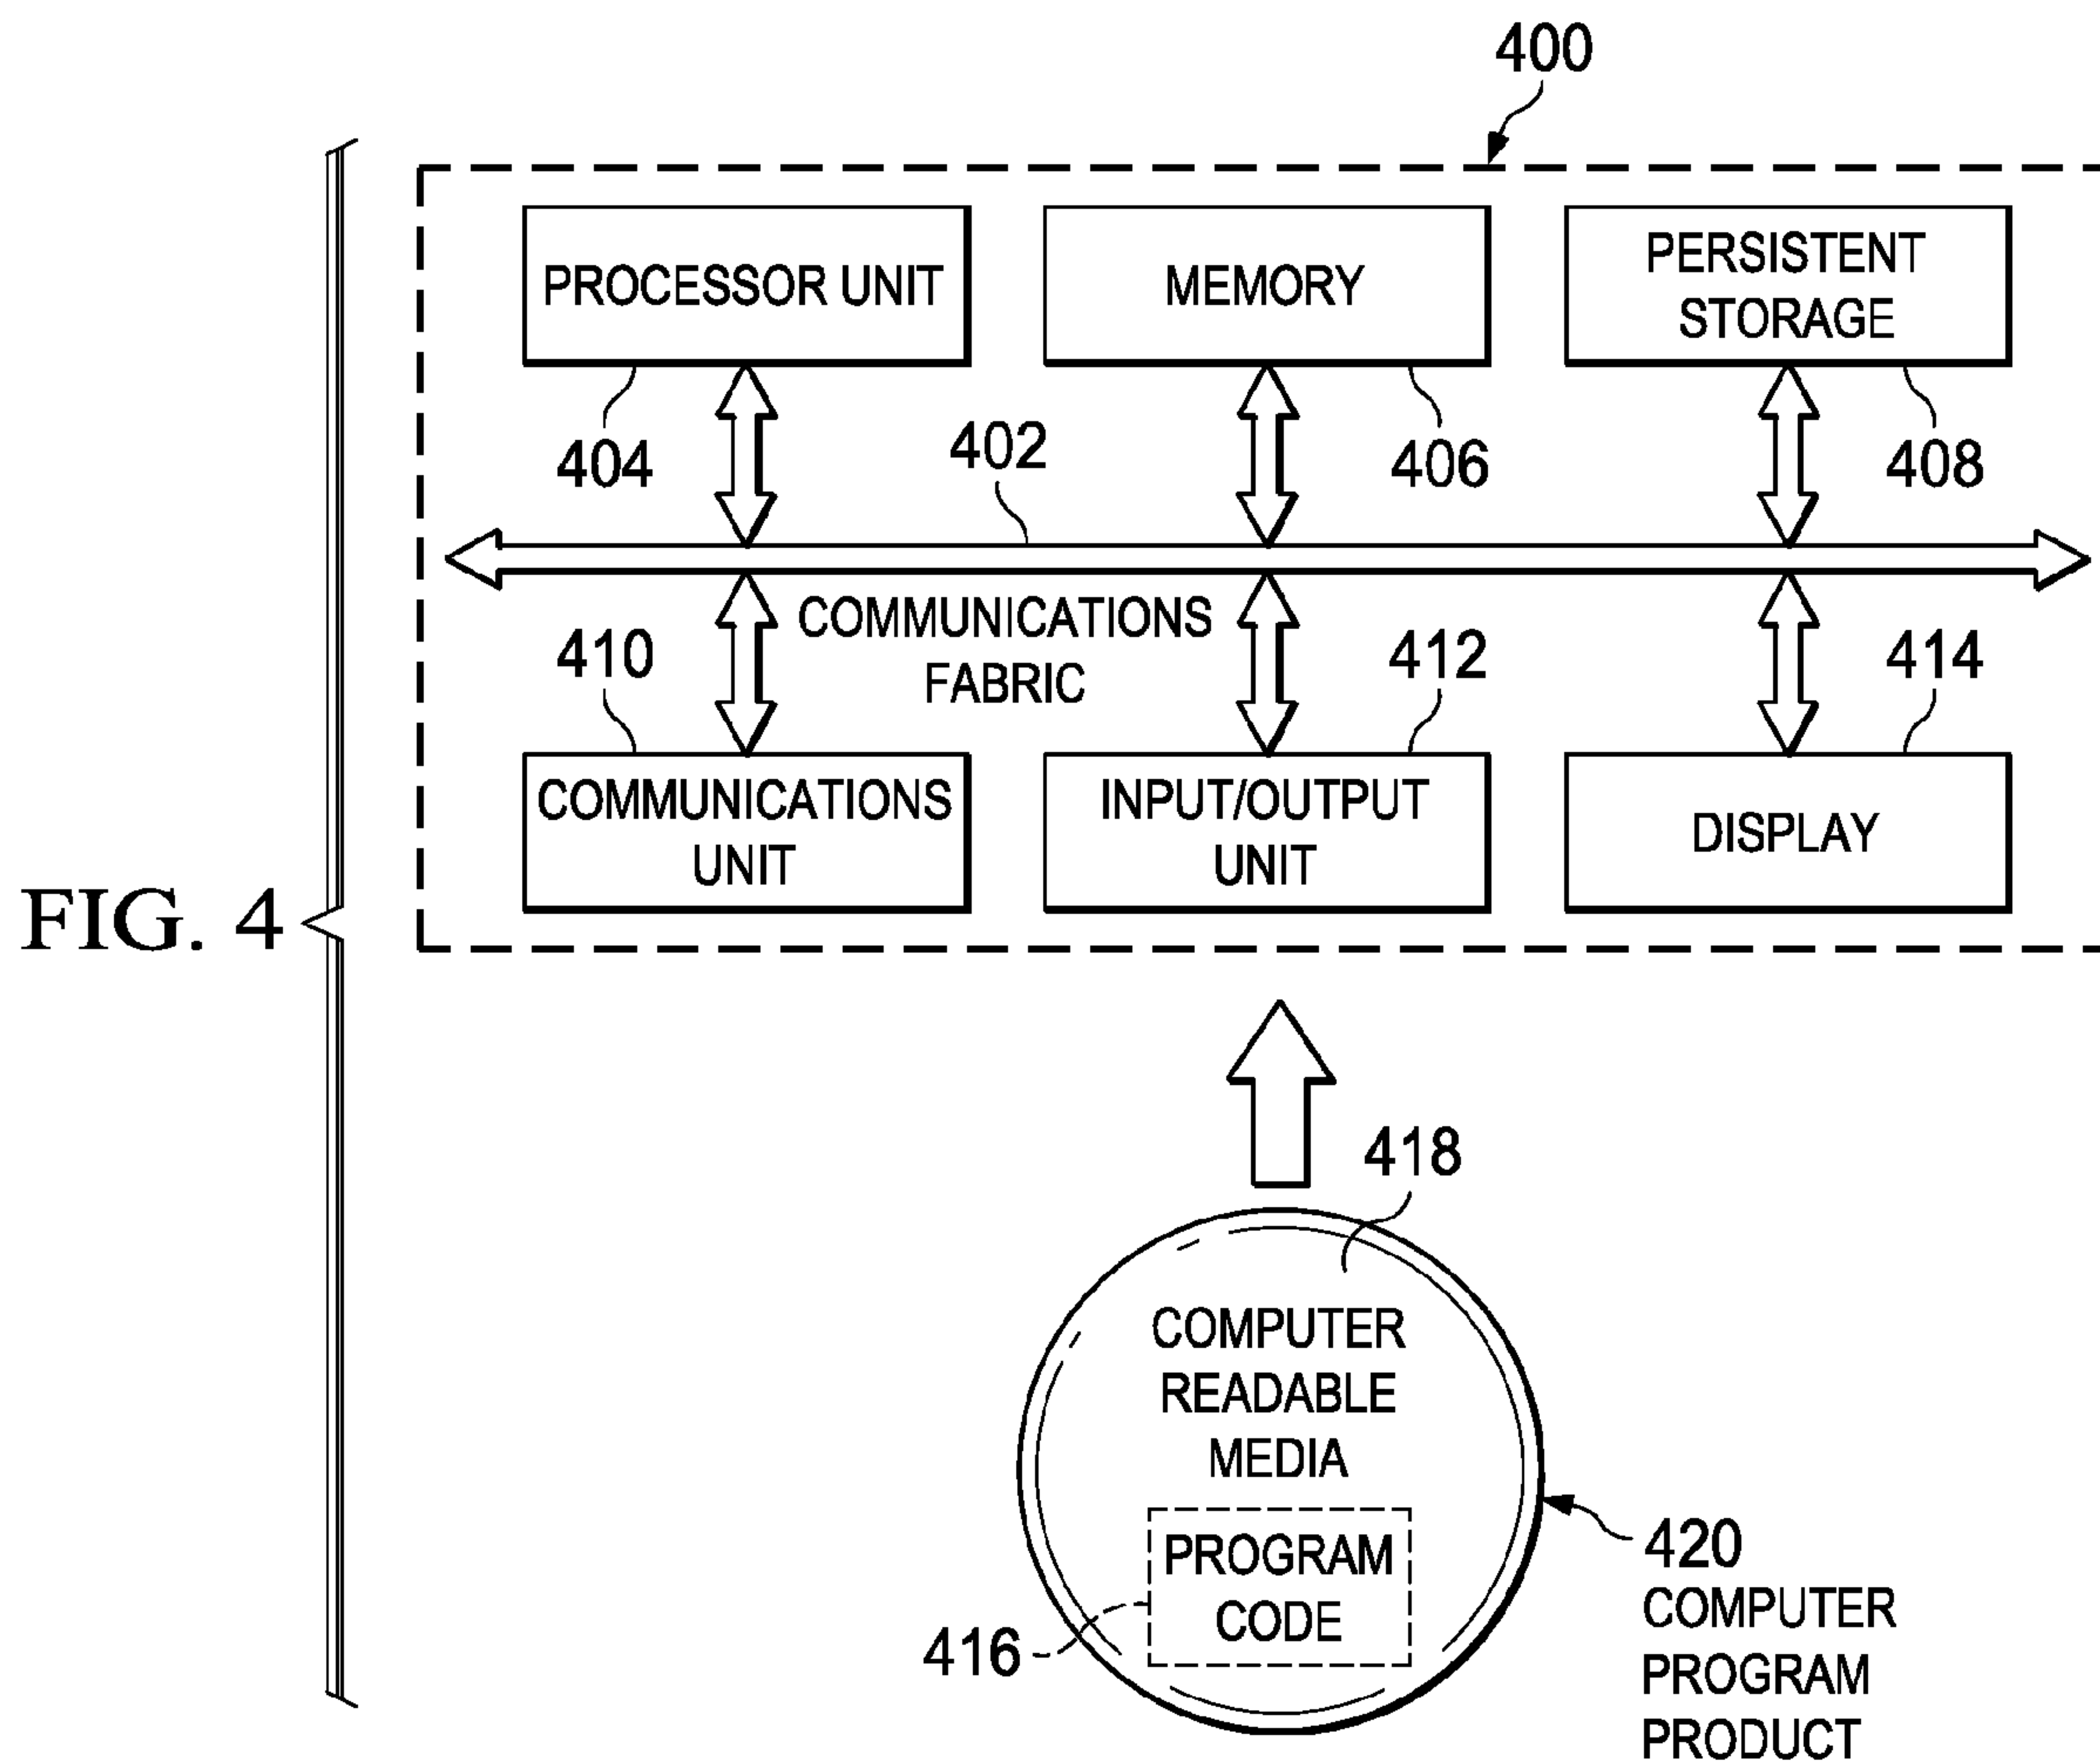 400
PROCESSOR UNIT
MEMORY
PERSISTENT
STORAGE
404
402
406
408
COMMUNICATIONS
FABRIC
410
412
414
COMMUNICATIONS
UNIT
INPUT/OUTPUT
UNIT
DISPLAY
FIG. 4
418
COMPUTER
READABLE
MEDIA
PROGRAM
CODE
416
420
COMPUTER
PROGRAM
PRODUCT